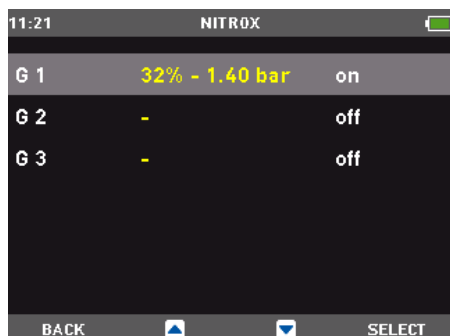 11:21 NITROX
G 1 32% - 1.40 bar on
G 2 - off
G 3 - off
BACK SELECT